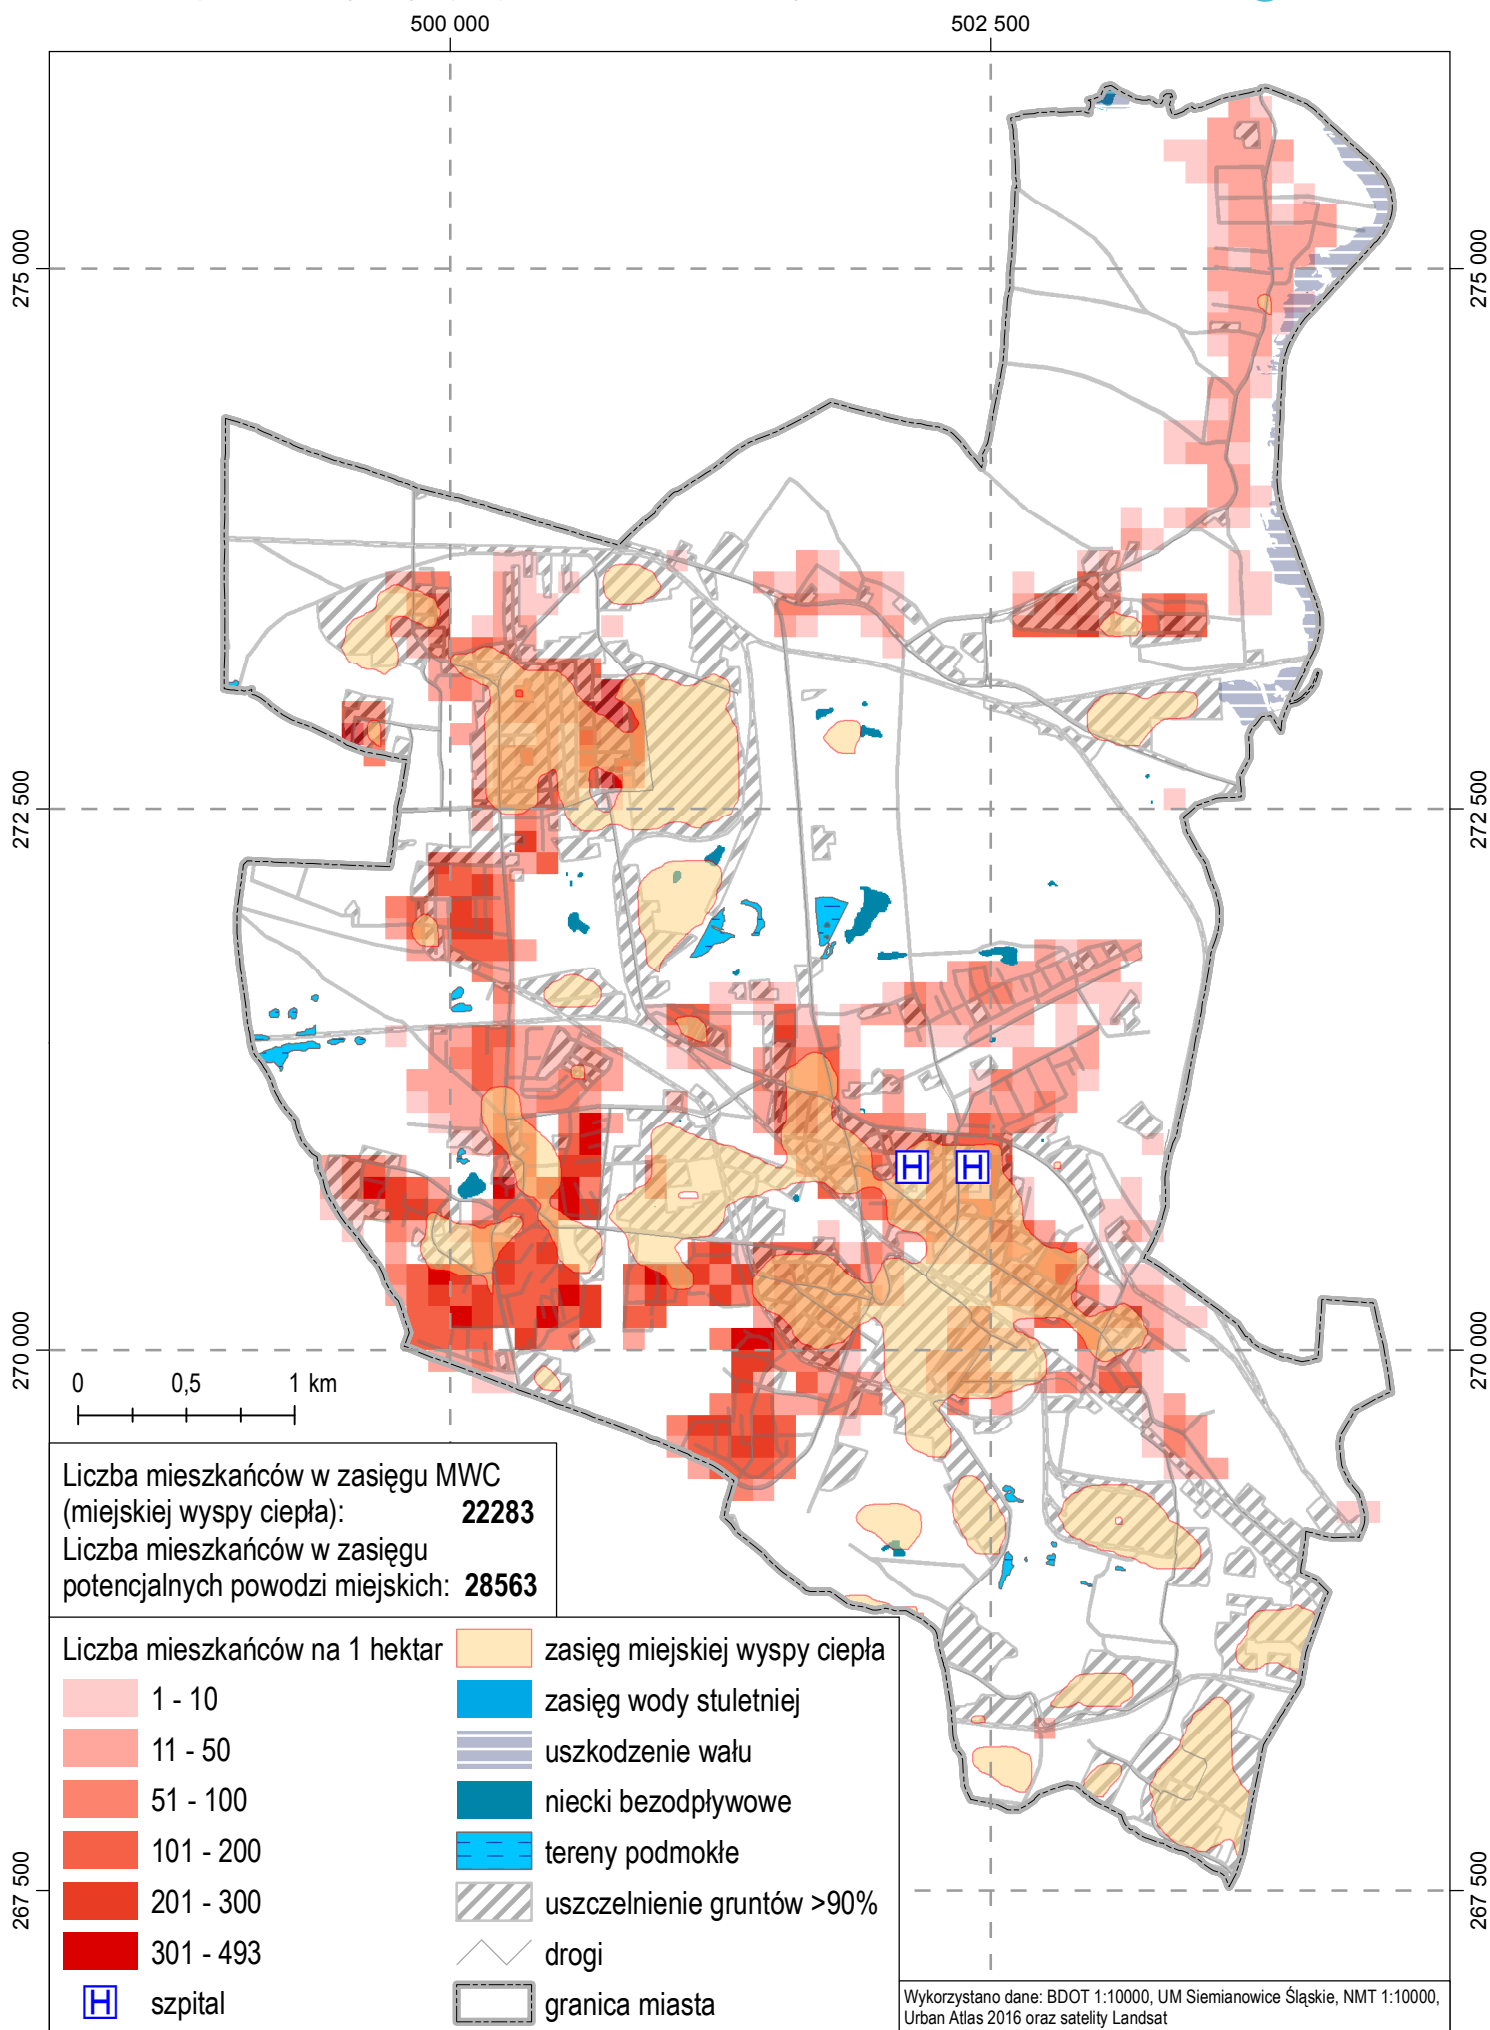 500 000
502 500
275 000
275 000
272 500
272 500
270 000
270 000
267 500
267 500
H
H
0
0,5
1 km
Liczba mieszkańców w zasięgu MWC
(miejskiej wyspy ciepła): 22283
Liczba mieszkańców w zasięgu
potencjalnych powodzi miejskich: 28563
Liczba mieszkańców na 1 hektar
1 - 10
11 - 50
51 - 100
101 - 200
201 - 300
301 - 493
H szpital
zasięg miejskiej wyspy ciepła
zasięg wody stuletniej
uszkodzenie wału
niecki bezodpływowe
tereny podmokłe
uszczelnienie gruntów >90%
drogi
granica miasta
Wykorzystano dane: BDOT 1:10000, UM Siemianowice Śląskie, NMT 1:10000,
Urban Atlas 2016 oraz satelity Landsat